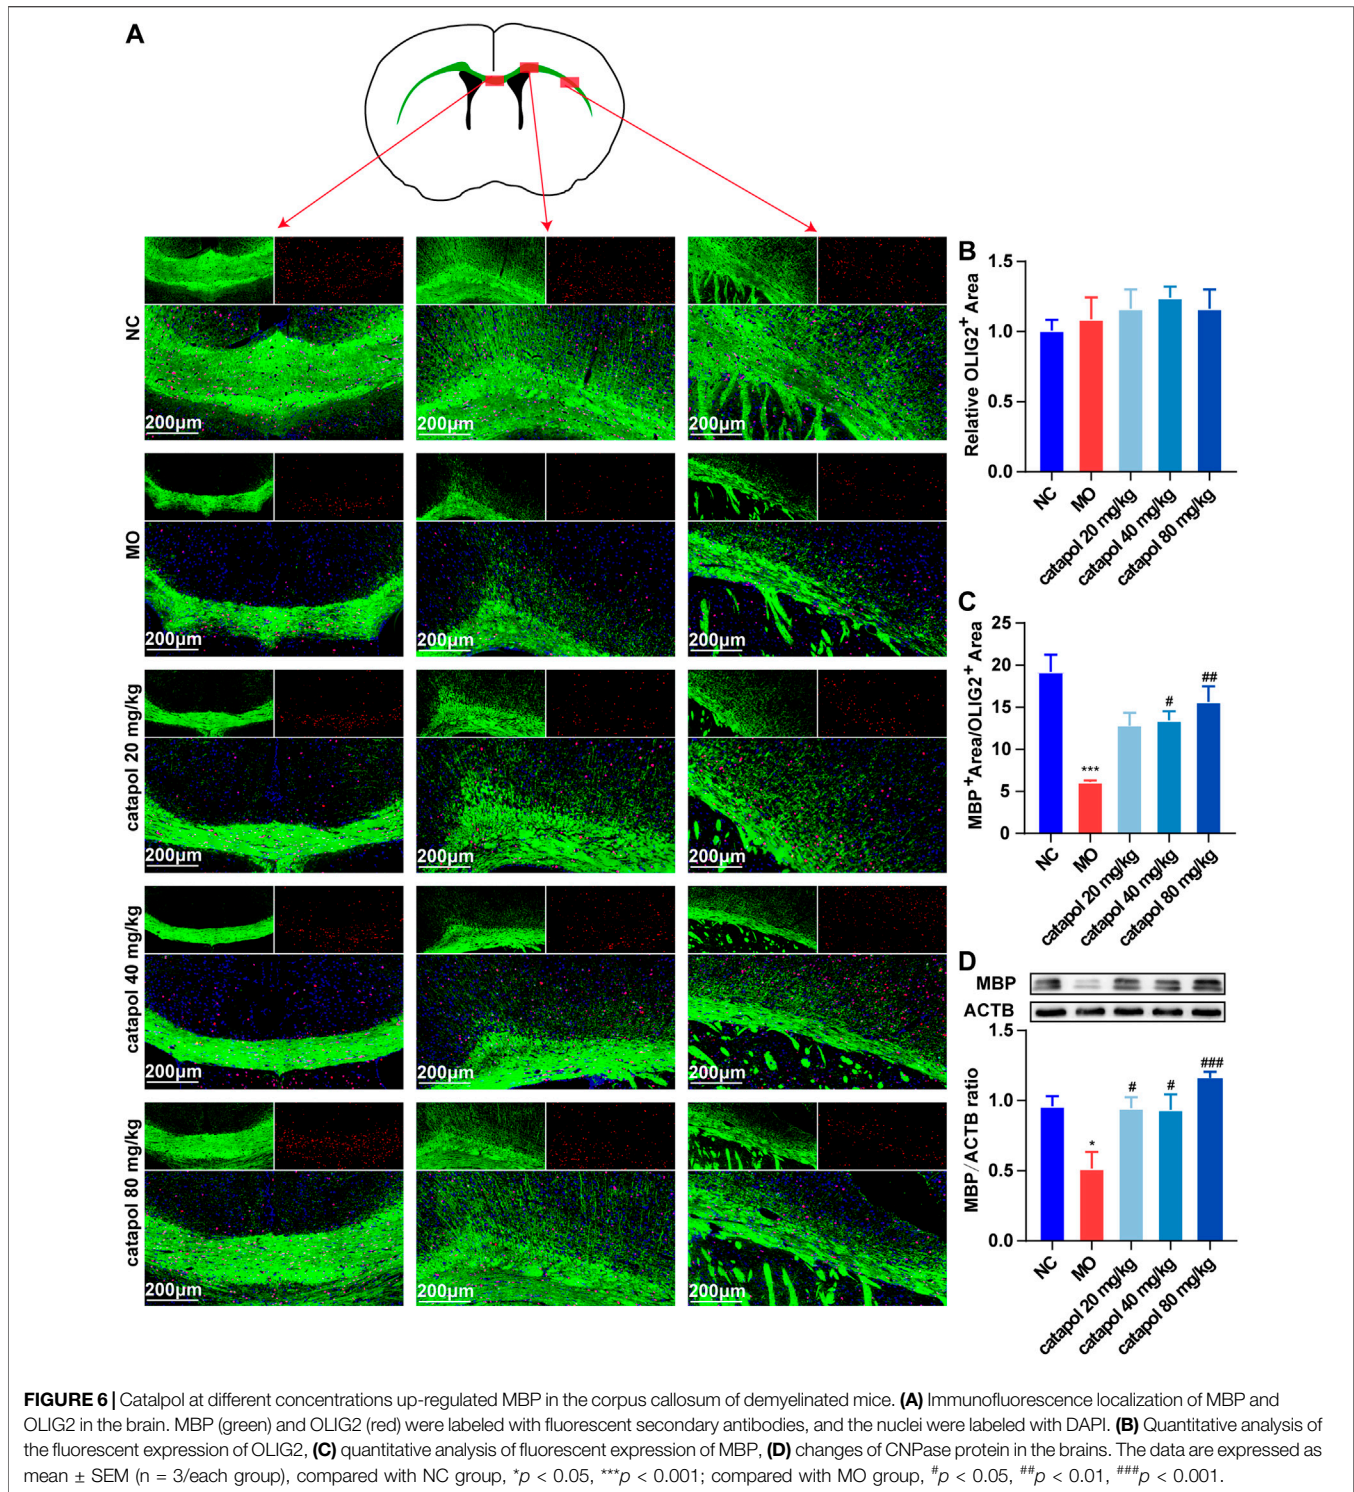 A
NC
200µm
200µm
200µm
MO
200µm
200µm
200µm
catapol 20 mg/kg
200µm
200µm
200µm
catapol 40 mg/kg
200µm
200µm
200µm
catapol 80 mg/kg
200µm
200µm
200µm
B
Relative OLIG2+ Area
1.5
1.0
0.5
0.0
NC
MO
catapol 20 mg/kg
catapol 40 mg/kg
catapol 80 mg/kg
C
MBP+Area/OLIG2+ Area
25
20
15
10
5
0
***
#
##
NC
MO
catapol 20 mg/kg
catapol 40 mg/kg
catapol 80 mg/kg
D
MBP
ACTB
MBP/ACTB ratio
1.5
1.0
0.5
0.0
*
#
#
###
NC
MO
catapol 20 mg/kg
catapol 40 mg/kg
catapol 80 mg/kg
FIGURE 6 | Catalpol at different concentrations up-regulated MBP in the corpus callosum of demyelinated mice. (A) Immunofluorescence localization of MBP and
OLIG2 in the brain. MBP (green) and OLIG2 (red) were labeled with fluorescent secondary antibodies, and the nuclei were labeled with DAPI. (B) Quantitative analysis of
the fluorescent expression of OLIG2, (C) quantitative analysis of fluorescent expression of MBP, (D) changes of CNPase protein in the brains. The data are expressed as
mean ± SEM (n = 3/each group), compared with NC group, *p < 0.05, ***p < 0.001; compared with MO group, #p < 0.05, ##p < 0.01, ###p < 0.001.